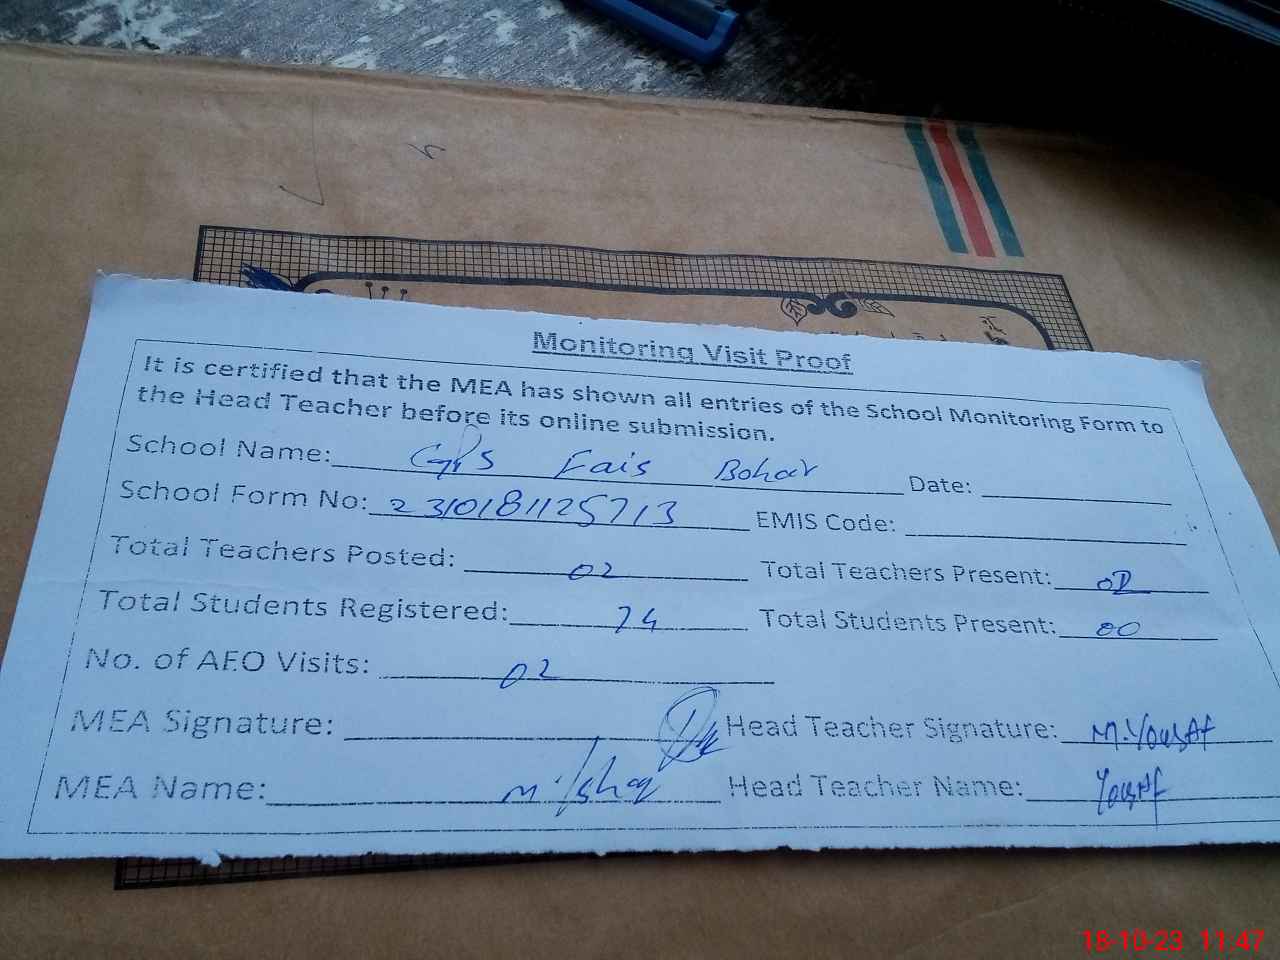 Monitoring Visit Proof
It is certified that the MEA has shown all entries of the School Monitoring Form to
the Head Teacher before its online submission.
School Name: GPS Fais Bohar Date:
School Form No: 2310181125713 EMIS Code:
Total Teachers Posted: 02 Total Teachers Present: 02
Total Students Registered: 74 Total Students Present: 00
No. of AEO Visits: 02
MEA Signature: Head Teacher Signature: M.Yousaf
MEA Name: M. Ishaq Head Teacher Name: Yousaf
18-10-23 11:47